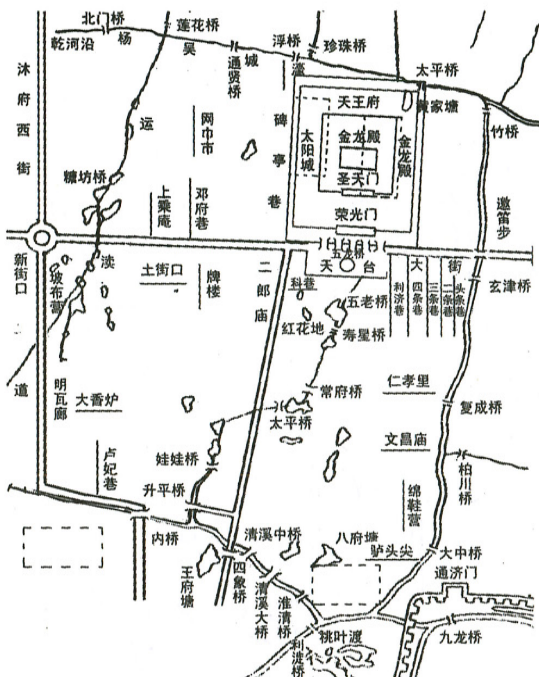 北门桥
莲花桥
乾河沿
杨
吴
城
濠
通贤桥
浮桥
珍珠桥
太平桥
黄家塘
竹桥
沐府西街
运
网巾市
碑亭巷
天王府
太阳城
金龙殿
金龙殿
圣天门
荣光门
糖坊桥
上乘庵
邓府巷
邀笛步
新街口
渎
坡布营
土街口
牌楼
二郎庙
五龙桥
天台
大街
科巷
五老桥
利济巷
四条巷
三条巷
二条巷
头条巷
玄津桥
红花地
寿星桥
道
明瓦廊
大香炉
常府桥
仁孝里
太平桥
复成桥
文昌庙
卢妃巷
娃娃桥
升平桥
绵鞋营
柏川桥
内桥
清溪中桥
八府塘
驴头尖
大中桥
王府塘
四象桥
清溪大桥
淮清桥
通济门
桃叶渡
利涉桥
九龙桥